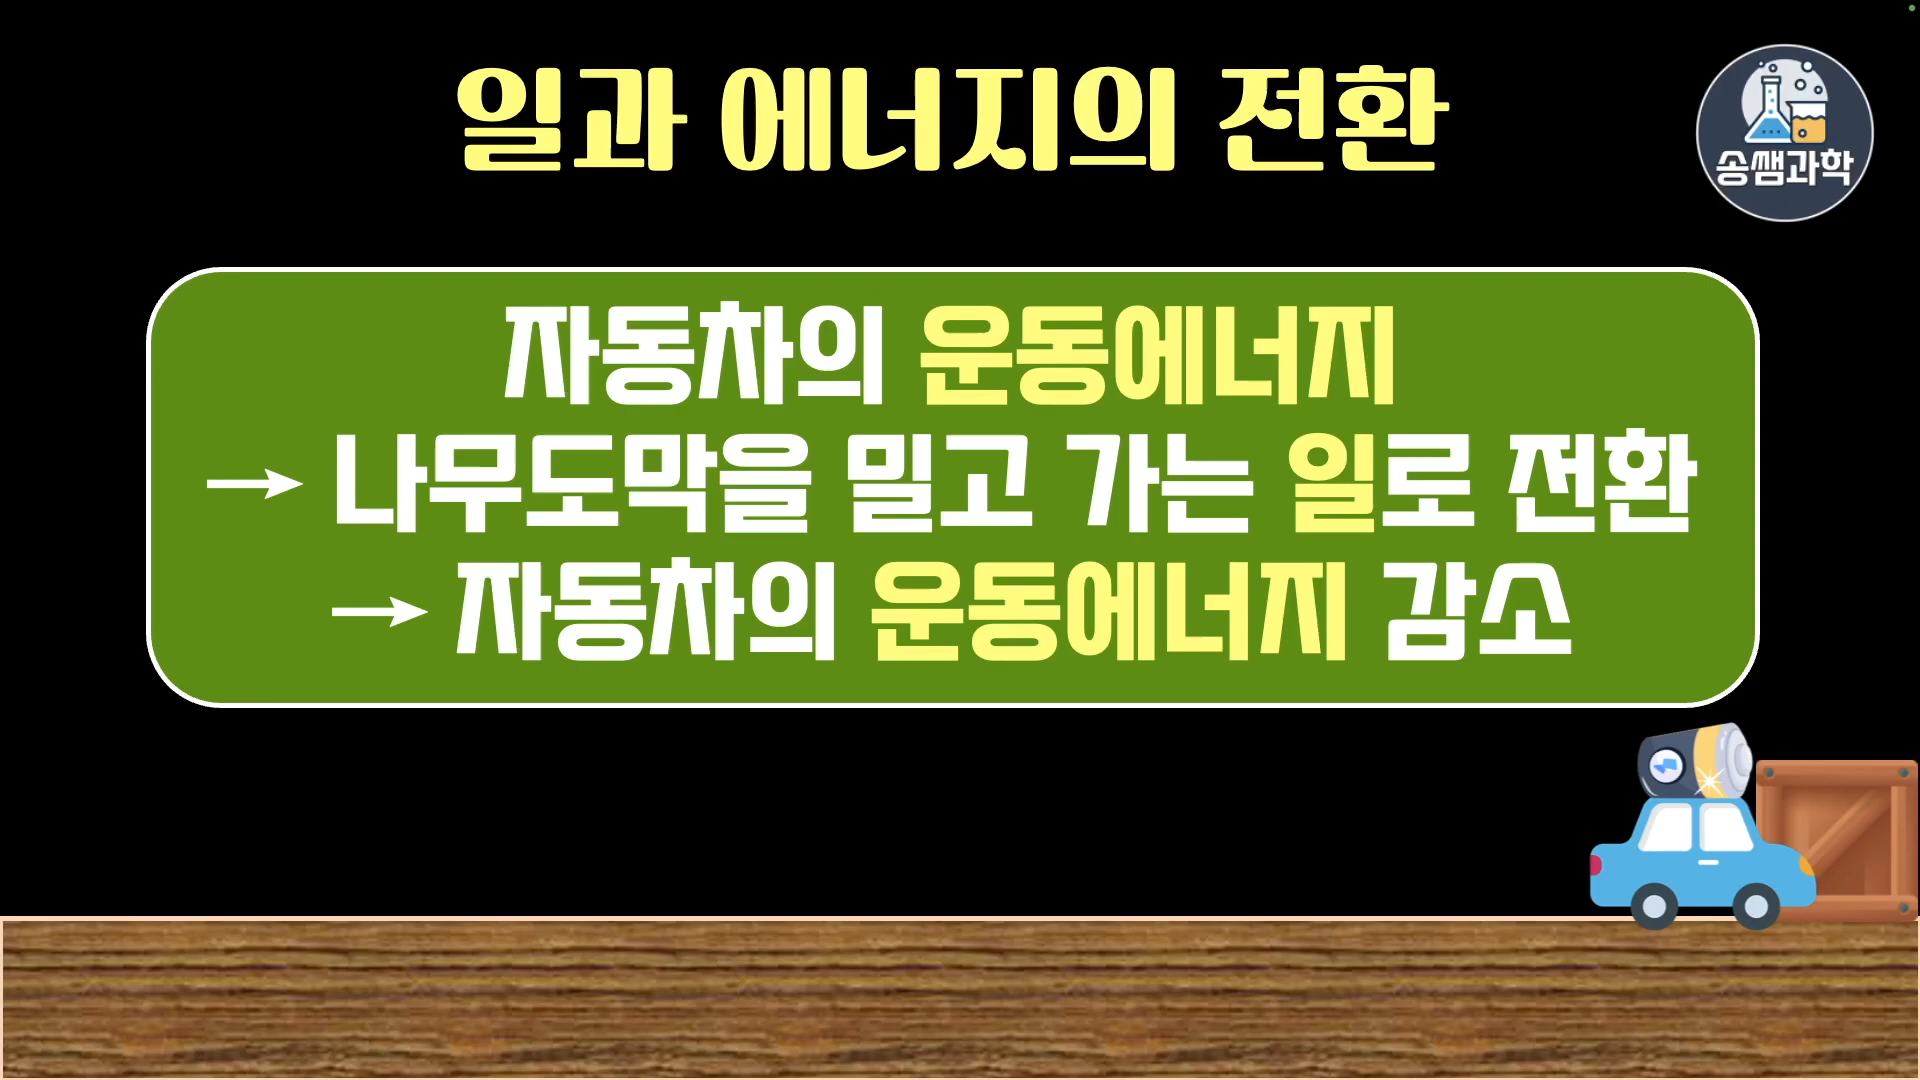 일과 에너지의 전환
송쌤과학
자동차의 운동에너지
→ 나무도막을 밀고 가는 일로 전환
→ 자동차의 운동에너지 감소